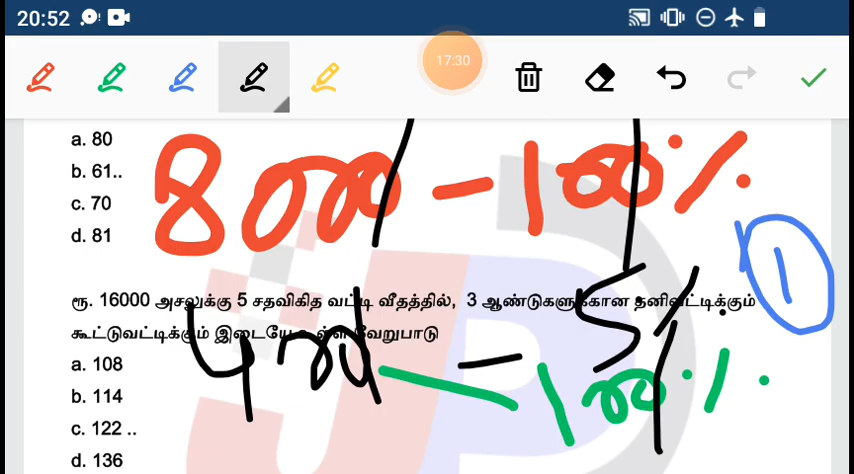 20:52
17:30
a. 80
b. 61..
c. 70
d. 81
8000 - 100%
1
ரூ. 16000 அசலுக்கு 5 சதவிகித வட்டி வீதத்தில், 3 ஆண்டுகளுக்கான தனிவட்டிக்கும்
கூட்டுவட்டிக்கும் இடையே உள்ள வேறுபாடு
400 - 5%
100%
a. 108
b. 114
c. 122 ..
d. 136